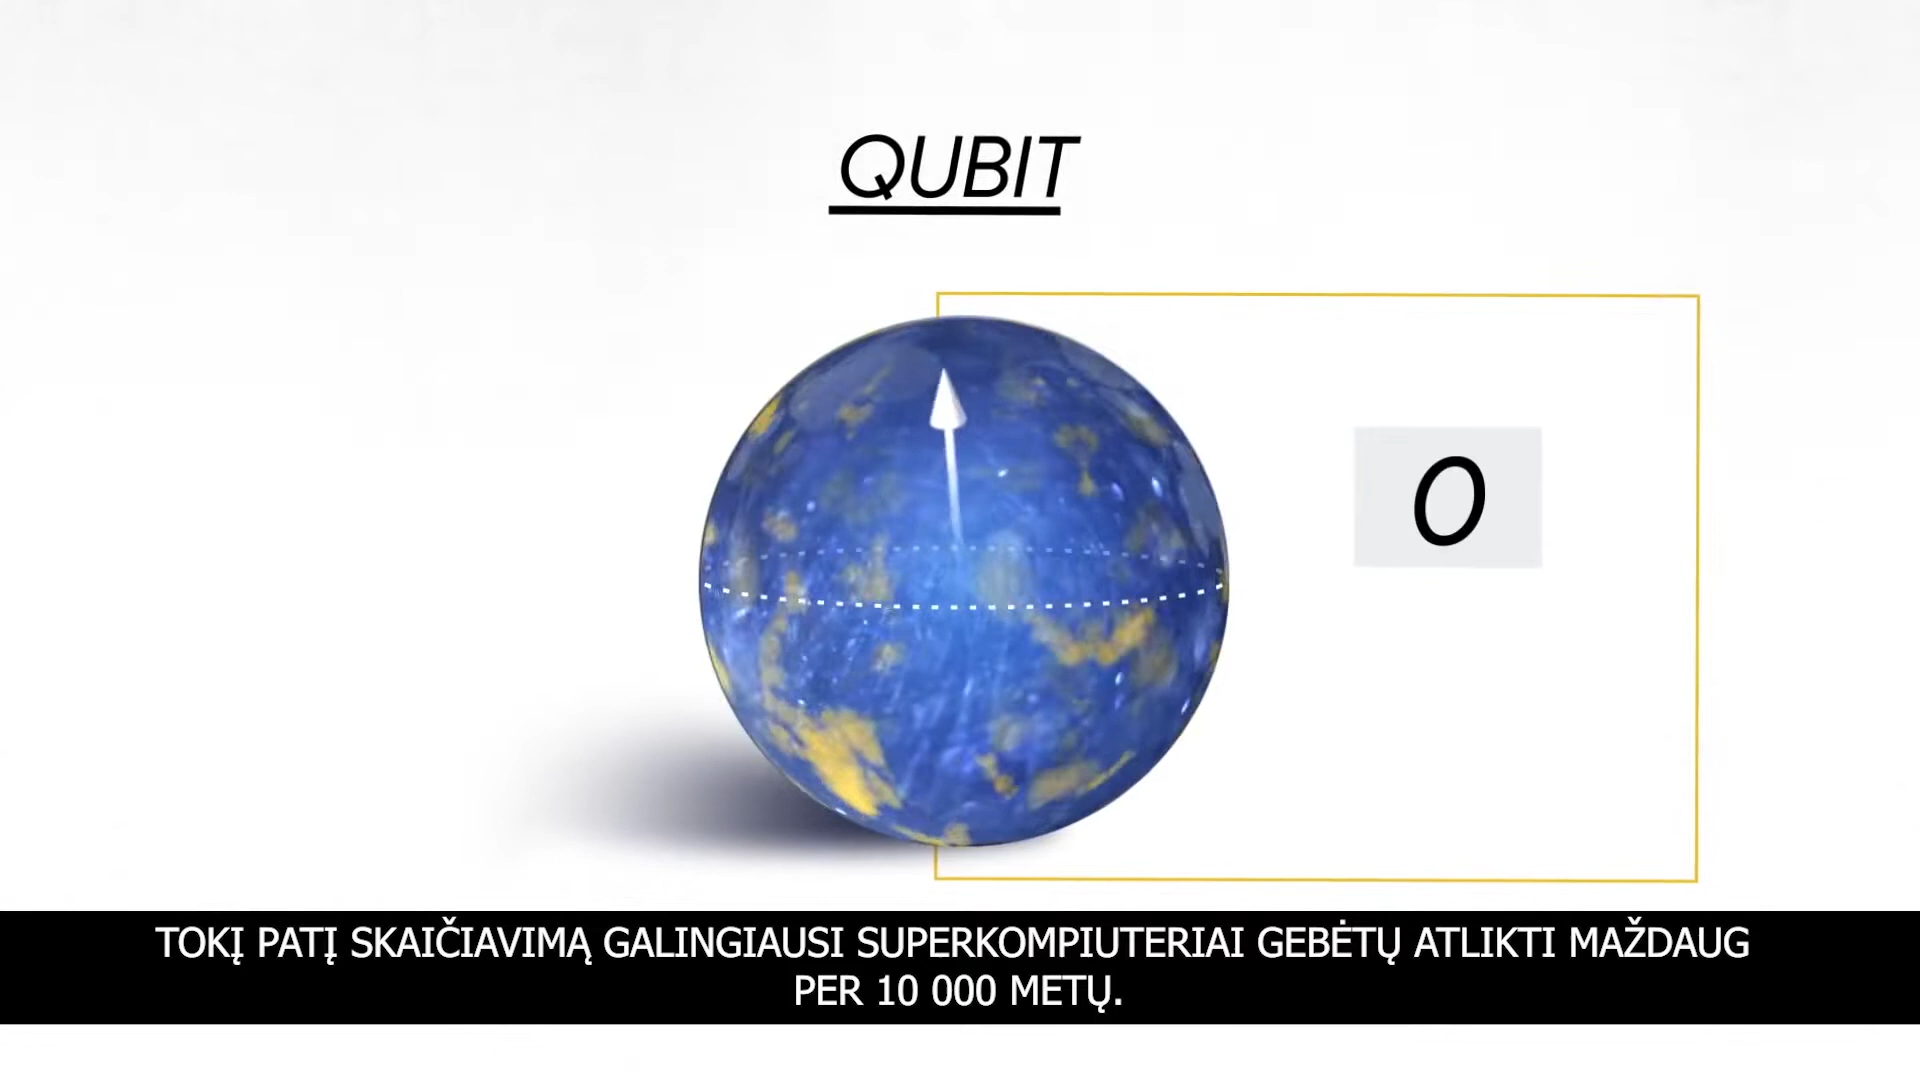 QUBIT
0
TOKĮ PATĮ SKAIČIAVIMĄ GALINGIAUSI SUPERKOMPIUTERIAI GEBĖTŲ ATLIKTI MAŽDAUG
PER 10 000 METŲ.